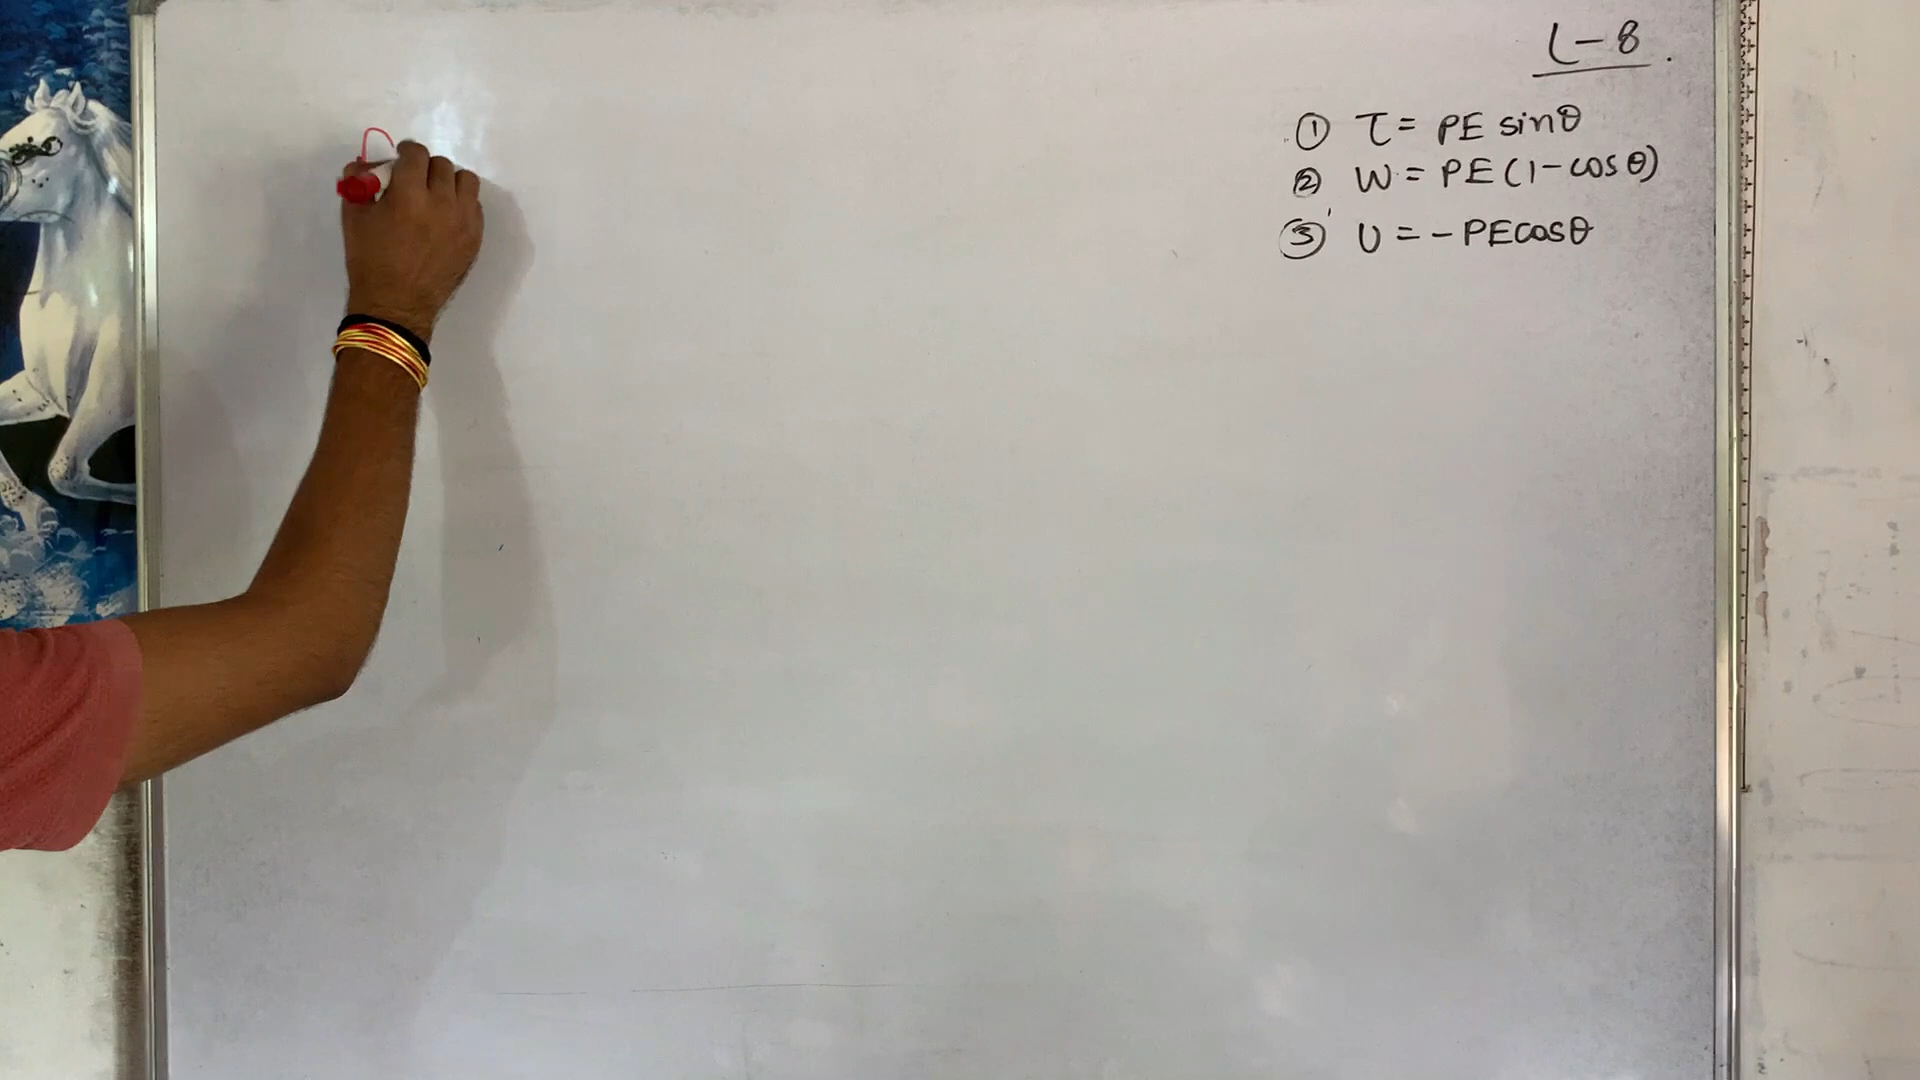 L-8.
① τ = PE sinθ
② W = PE(1-cosθ)
③ U = -PEcosθ